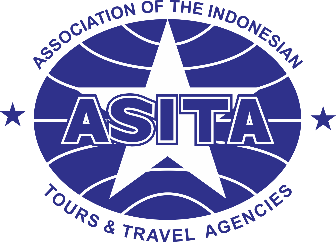 ASSOCIATION OF THE INDONESIAN
ASITA
TOURS & TRAVEL AGENCIES